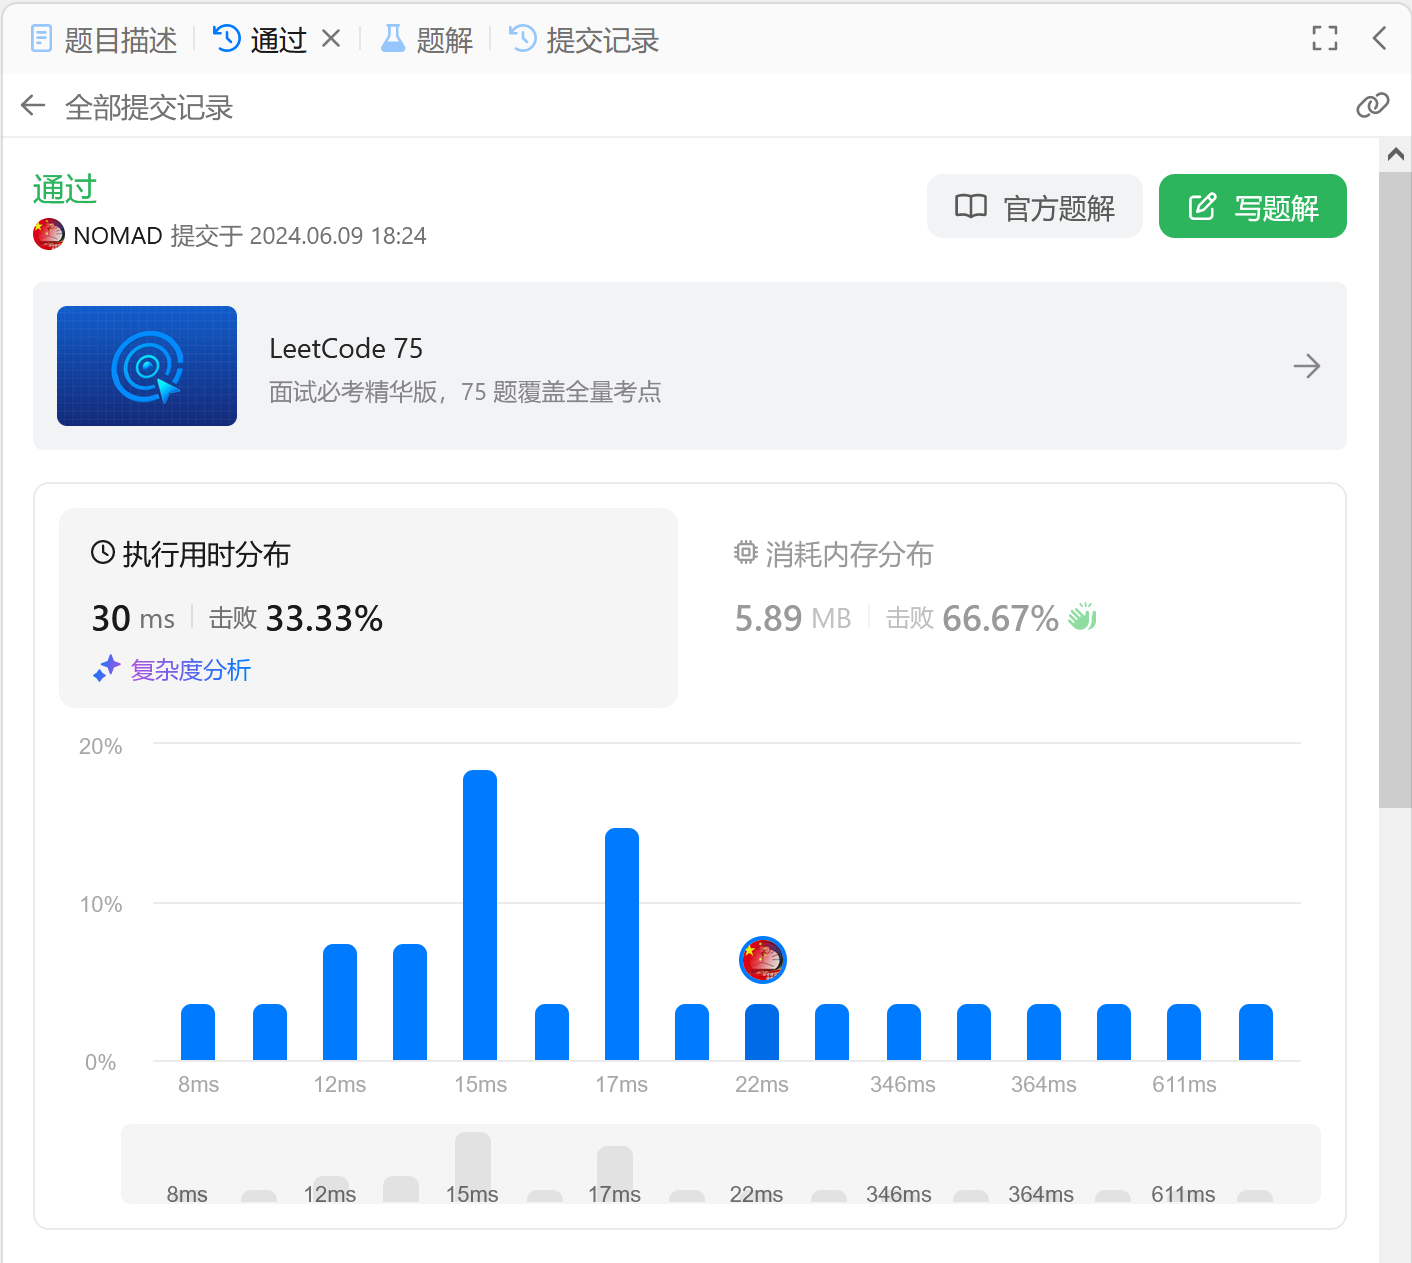 题目描述 通过 题解 提交记录
全部提交记录
通过
NOMAD 提交于 2024.06.09 18:24
官方题解 写题解
LeetCode 75
面试必考精华版，75 题覆盖全量考点
执行用时分布
30 ms 击败 33.33%
复杂度分析
消耗内存分布
5.89 MB 击败 66.67%
20%
10%
0%
8ms 12ms 15ms 17ms 22ms 346ms 364ms 611ms
8ms 12ms 15ms 17ms 22ms 346ms 364ms 611ms